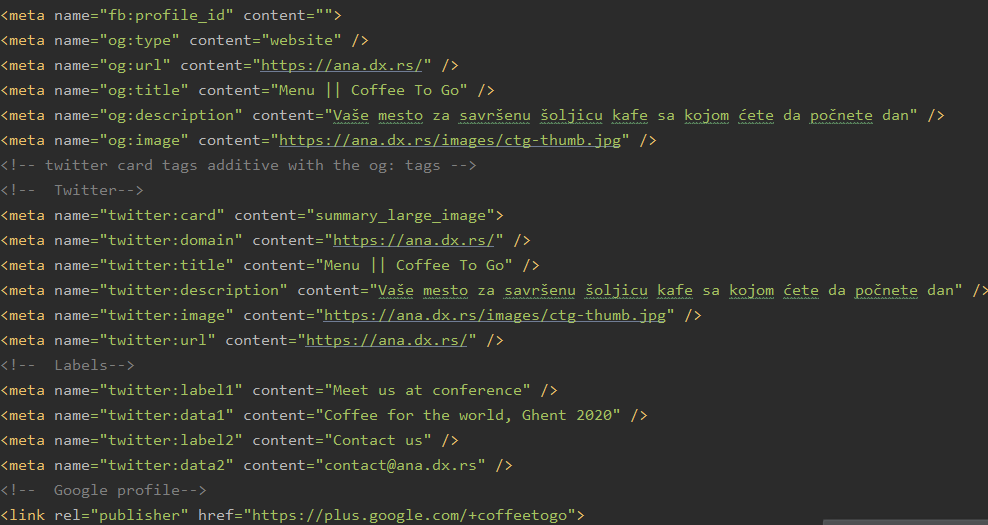 <meta name="fb:profile_id" content="">
<meta name="og:type" content="website" />
<meta name="og:url" content="https://ana.dx.rs/" />
<meta name="og:title" content="Menu || Coffee To Go" />
<meta name="og:description" content="Vaše mesto za savršenu šoljicu kafe sa kojom ćete da počnete dan" />
<meta name="og:image" content="https://ana.dx.rs/images/ctg-thumb.jpg" />
<!-- twitter card tags additive with the og: tags -->
<!--  Twitter-->
<meta name="twitter:card" content="summary_large_image">
<meta name="twitter:domain" content="https://ana.dx.rs/" />
<meta name="twitter:title" content="Menu || Coffee To Go" />
<meta name="twitter:description" content="Vaše mesto za savršenu šoljicu kafe sa kojom ćete da počnete dan" />
<meta name="twitter:image" content="https://ana.dx.rs/images/ctg-thumb.jpg" />
<meta name="twitter:url" content="https://ana.dx.rs/" />
<!--  Labels-->
<meta name="twitter:label1" content="Meet us at conference" />
<meta name="twitter:data1" content="Coffee for the world, Ghent 2020" />
<meta name="twitter:label2" content="Contact us" />
<meta name="twitter:data2" content="contact@ana.dx.rs" />
<!--  Google profile-->
<link rel="publisher" href="https://plus.google.com/+coffeetogo">